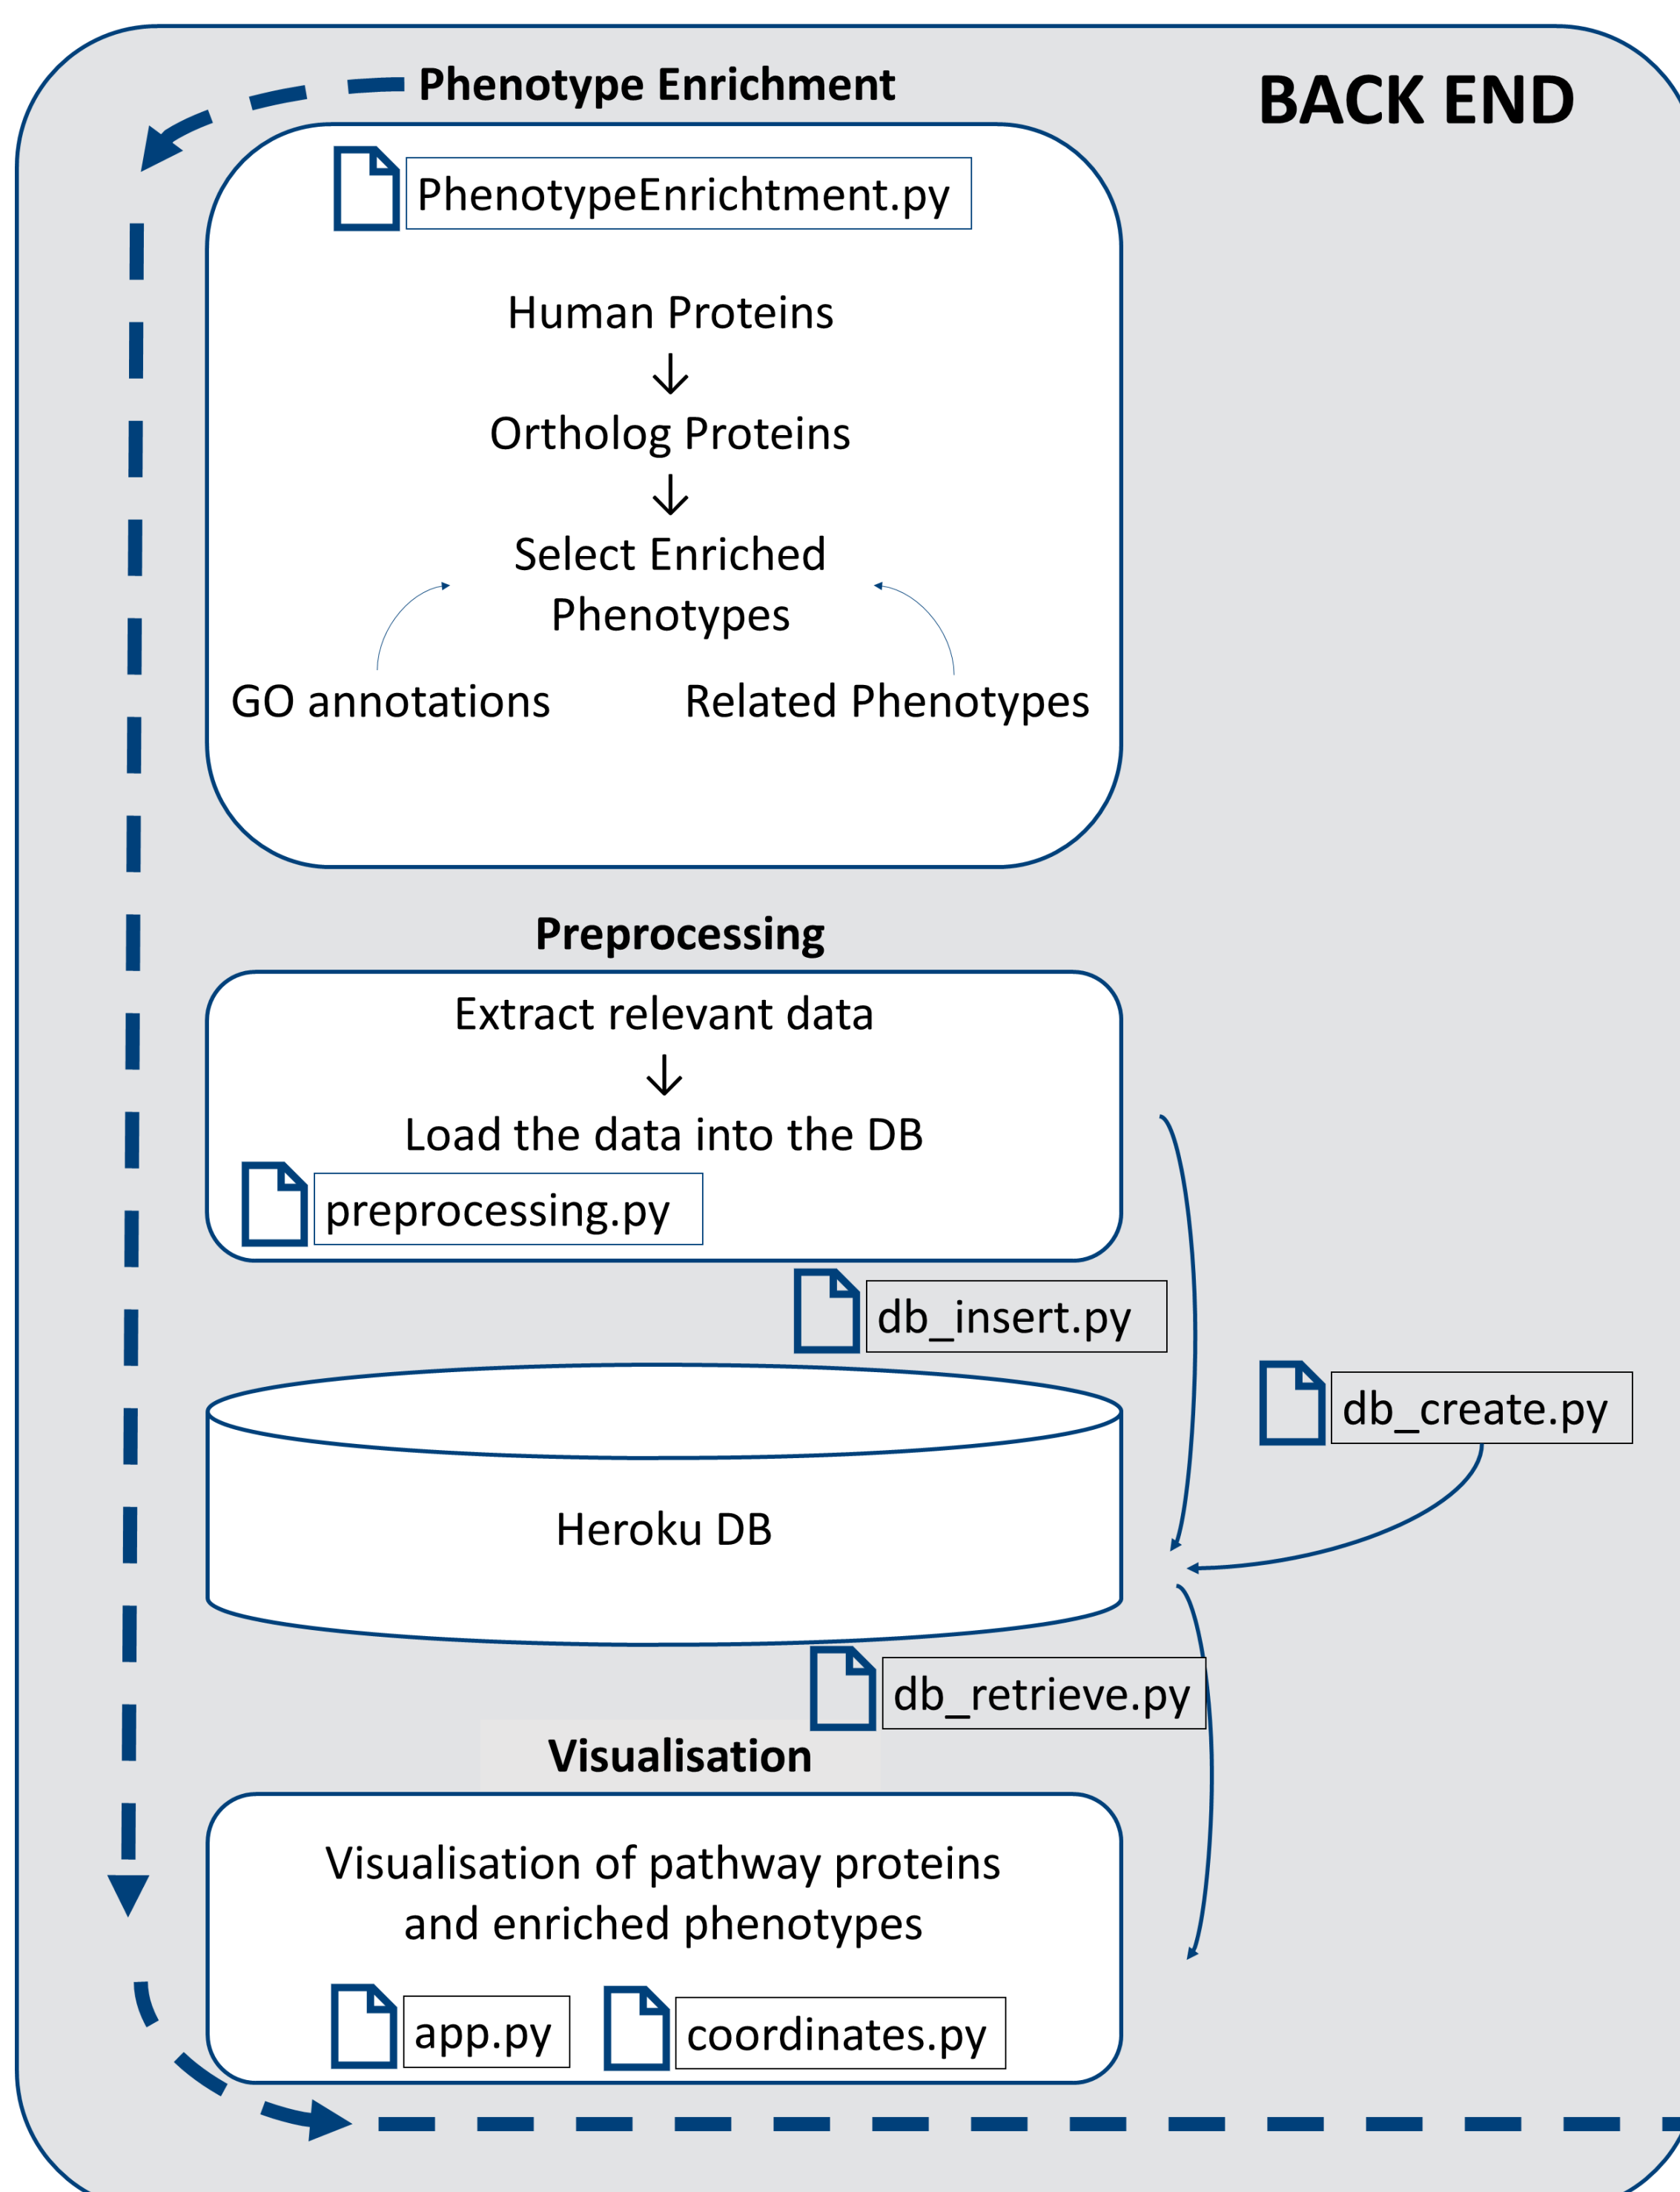 Phenotype Enrichment
BACK END
PhenotypeEnrichtment.py
Human Proteins
Ortholog Proteins
Select Enriched
Phenotypes
GO annotations
Related Phenotypes
Preprocessing
Extract relevant data
Load the data into the DB
preprocessing.py
db_insert.py
db_create.py
Heroku DB
db_retrieve.py
Visualisation
Visualisation of pathway proteins
and enriched phenotypes
app.py
coordinates.py